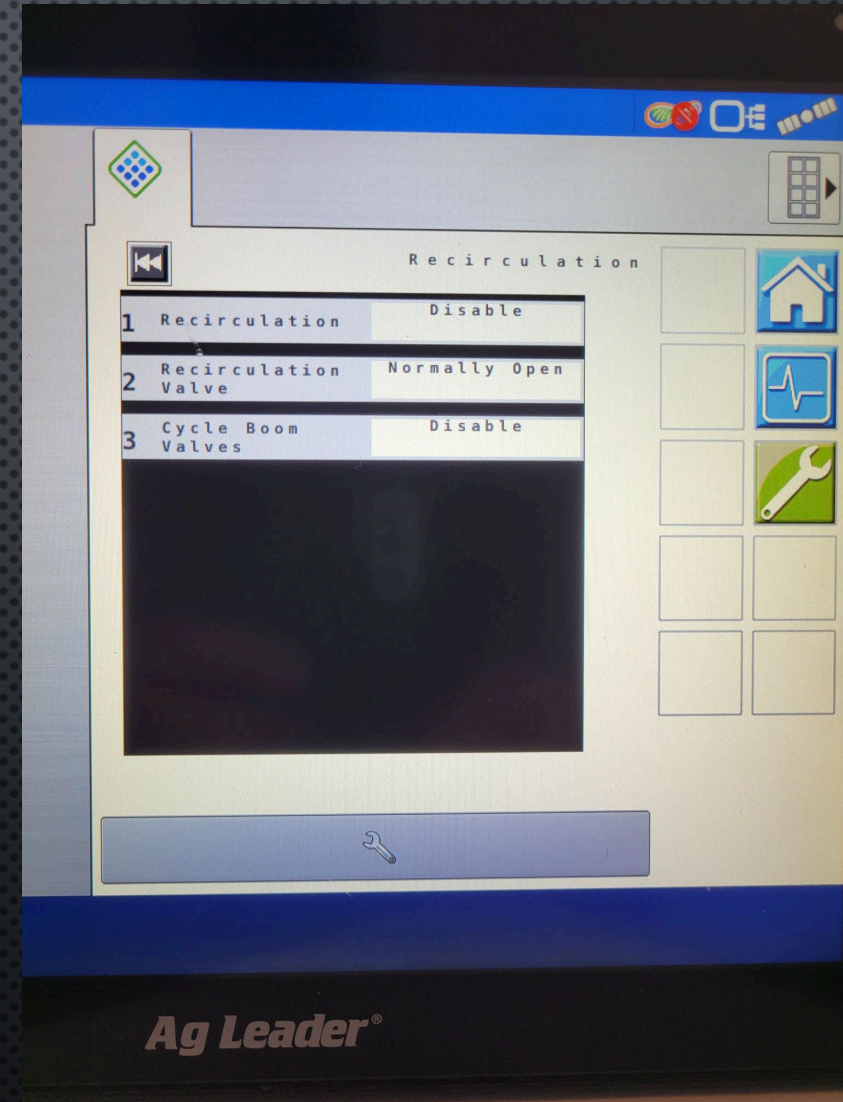 Recirculation
1 Recirculation Disable
2 Recirculation Valve Normally Open
3 Cycle Boom Valves Disable
Ag Leader®